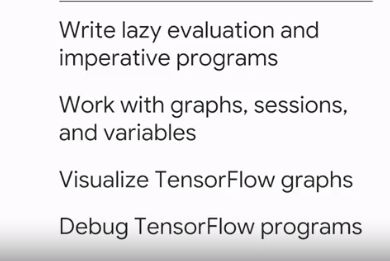 Write lazy evaluation and
imperative programs
Work with graphs, sessions,
and variables
Visualize TensorFlow graphs
Debug TensorFlow programs